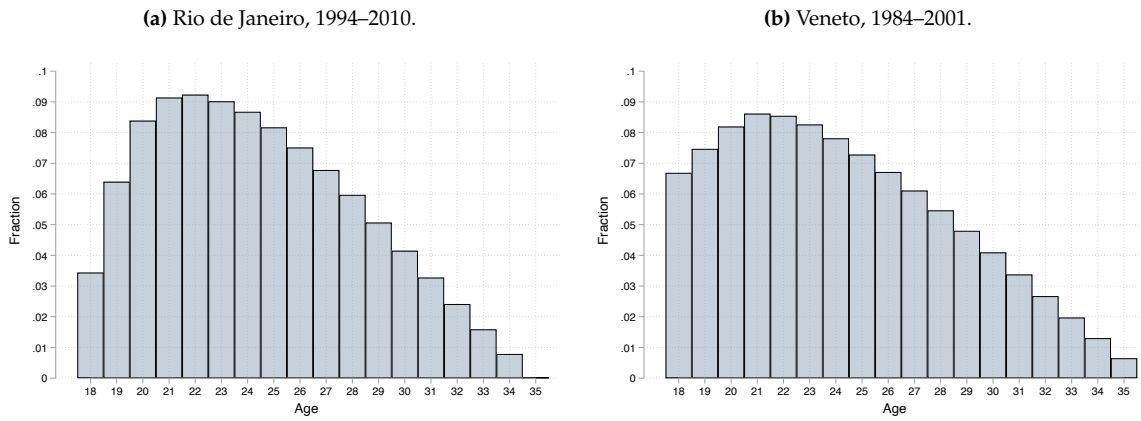 (a) Rio de Janeiro, 1994–2010.
.1
.09
.08
.07
.06
.05
.04
.03
.02
.01
0
Fraction
18 19 20 21 22 23 24 25 26 27 28 29 30 31 32 33 34 35
Age
(b) Veneto, 1984–2001.
.1
.09
.08
.07
.06
.05
.04
.03
.02
.01
0
Fraction
18 19 20 21 22 23 24 25 26 27 28 29 30 31 32 33 34 35
Age